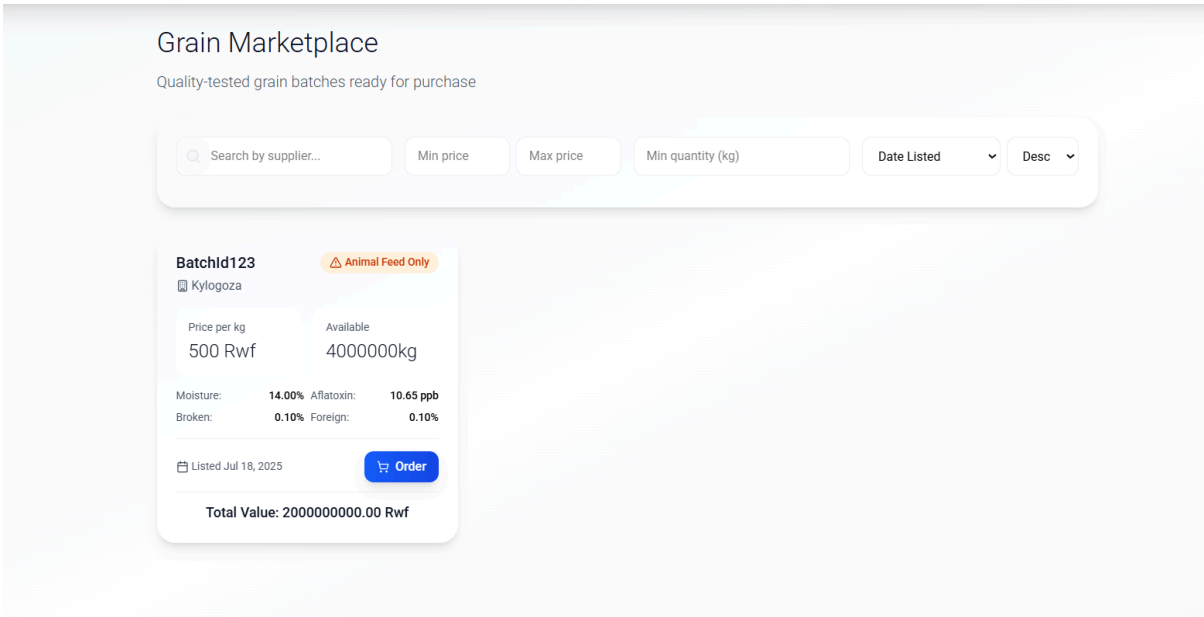 Grain Marketplace
Quality-tested grain batches ready for purchase
Search by supplier... Min price Max price Min quantity (kg) Date Listed Desc
BatchId123 Animal Feed Only
Kylogoza
Price per kg Available
500 Rwf 4000000kg
Moisture: 14.00% Aflatoxin: 10.65 ppb
Broken: 0.10% Foreign: 0.10%
Listed Jul 18, 2025 Order
Total Value: 2000000000.00 Rwf